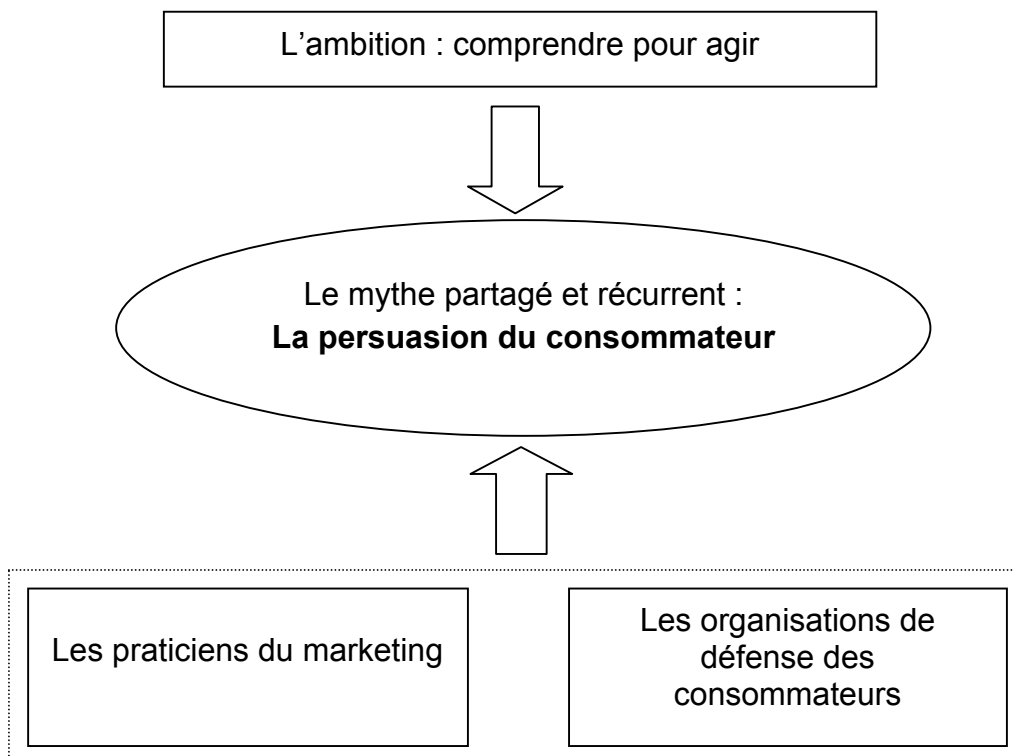 L’ambition : comprendre pour agir
Le mythe partagé et récurrent :
La persuasion du consommateur
Les praticiens du marketing
Les organisations de
défense des
consommateurs